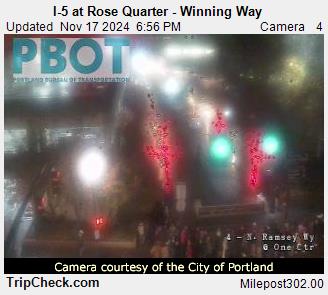 I-5 at Rose Quarter - Winning Way
Updated Nov 17 2024 6:56 PM Camera 4
PBOT
PORTLAND BUREAU OF TRANSPORTATION
4 - N. Ramsey Wy
@ One Ctr
Camera courtesy of the City of Portland
TripCheck.com Milepost302.00